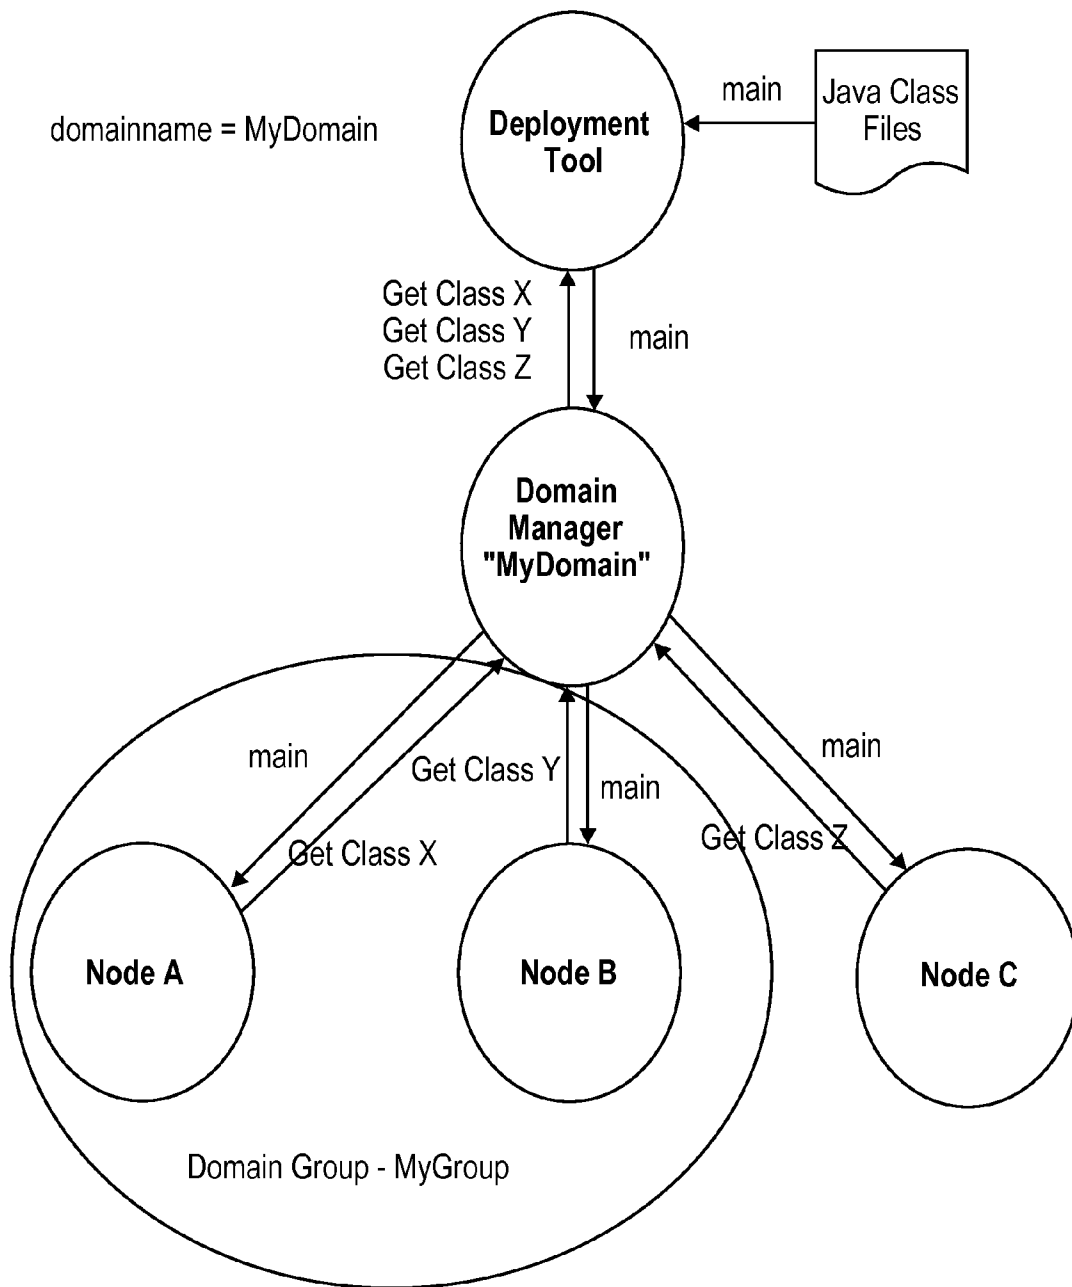 main
Java Class
Files
domainname = MyDomain
Deployment
Tool
Get Class X
Get Class Y
Get Class Z
main
Domain
Manager
"MyDomain"
main
Get Class Y
main
main
Get Class X
Get Class Z
Node A
Node B
Node C
Domain Group - MyGroup